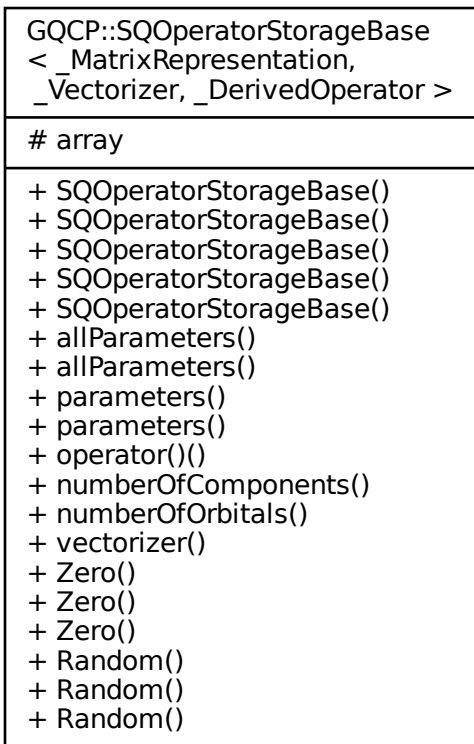 GQCP::SQOperatorStorageBase
< _MatrixRepresentation,
_Vectorizer, _DerivedOperator >
# array
+ SQOperatorStorageBase()
+ SQOperatorStorageBase()
+ SQOperatorStorageBase()
+ SQOperatorStorageBase()
+ SQOperatorStorageBase()
+ allParameters()
+ allParameters()
+ parameters()
+ parameters()
+ operator()()
+ numberOfComponents()
+ numberOfOrbitals()
+ vectorizer()
+ Zero()
+ Zero()
+ Zero()
+ Random()
+ Random()
+ Random()